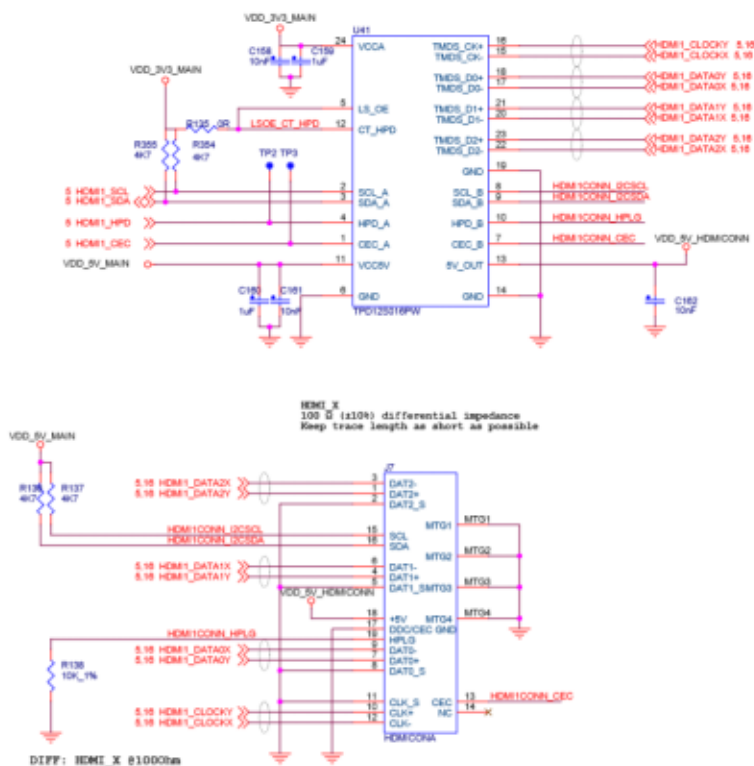 U41
VDD_3V3_MAIN
24 VCCA
C158 10nF
C159 1uF
TMDS_CK+ 16 HDMI1_CLOCKY 5,16
TMDS_CK- 15 HDMI1_CLOCKX 5,16
VDD_3V3_MAIN
TMDS_D0+ 18 HDMI1_DATA0Y 5,16
TMDS_D0- 17 HDMI1_DATA0X 5,16
5 LS_OE
R135 0R LSOE_CT_HPD 12 CT_HPD
TMDS_D1+ 21 HDMI1_DATA1Y 5,16
TMDS_D1- 20 HDMI1_DATA1X 5,16
R355 4K7
R354 4K7
TP2 TP3
TMDS_D2+ 23 HDMI1_DATA2Y 5,16
TMDS_D2- 22 HDMI1_DATA2X 5,16
GND 19
5 HDMI1_SCL 2 SCL_A
SCL_B 8 HDMI1CONN_I2CSCL
5 HDMI1_SDA 3 SDA_A
SDA_B 9 HDMI1CONN_I2CSDA
5 HDMI1_HPD 4 HPD_A
HPD_B 10 HDMI1CONN_HPLG
5 HDMI1_CEC 1 CEC_A
CEC_B 7 HDMI1CONN_CEC
VDD_5V_HDMICONN
VDD_5V_MAIN 11 VCC5V
5V_OUT 13
C160 1uF
C161 10nF
6 GND
GND 14
C162 10nF
TPD12S016PW
HDMI_X
100 Ω (±10%) differential impedance
Keep trace length as short as possible
VDD_5V_MAIN
R136 4K7
R137 4K7
5,16 HDMI1_DATA2X 3 DAT2-
5,16 HDMI1_DATA2Y 1 DAT2+
2 DAT2_S
MTG1 MTG1
HDMI1CONN_I2CSCL 15 SCL
HDMI1CONN_I2CSDA 16 SDA
MTG2 MTG2
5,16 HDMI1_DATA1X 6 DAT1-
5,16 HDMI1_DATA1Y 4 DAT1+
5 DAT1_S
MTG3 MTG3
VDD_5V_HDMICONN
18 +5V
MTG4 MTG4
17 DDC/CEC GND
HDMI1CONN_HPLG 19 HPLG
5,16 HDMI1_DATA0X 9 DAT0-
5,16 HDMI1_DATA0Y 7 DAT0+
8 DAT0_S
R138 10K_1%
11 CLK_S
CEC 13 HDMI1CONN_CEC
5,16 HDMI1_CLOCKY 10 CLK+
NC 14
5,16 HDMI1_CLOCKX 12 CLK-
HDMICONA
DIFF: HDMI_X @100Ohm